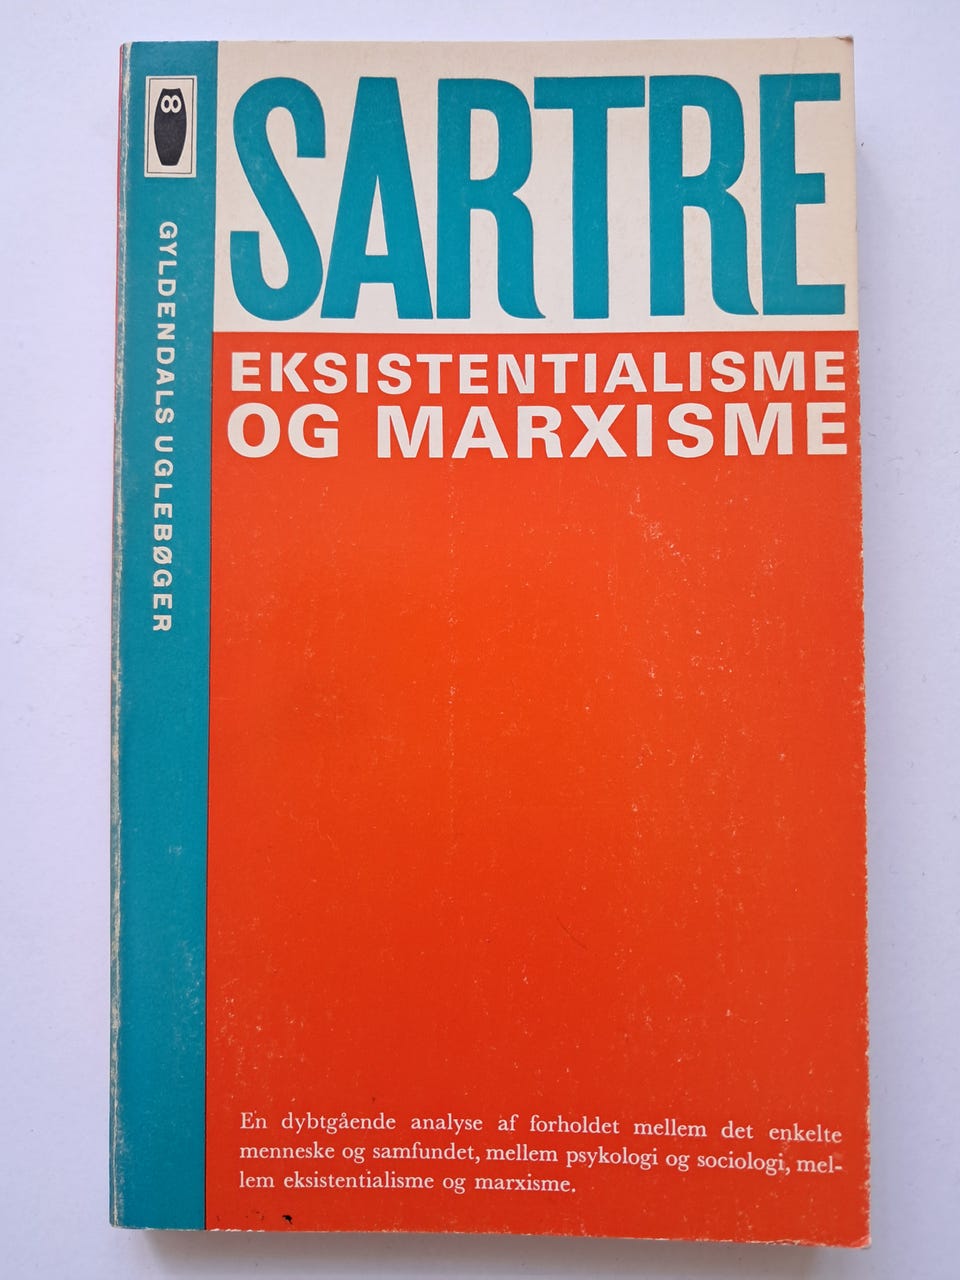 SARTRE
EKSISTENTIALISME
OG MARXISME
GYLDENDALS UGLEBØGER
En dybtgående analyse af forholdet mellem det enkelte
menneske og samfundet, mellem psykologi og sociologi, mel-
lem eksistentialisme og marxisme.